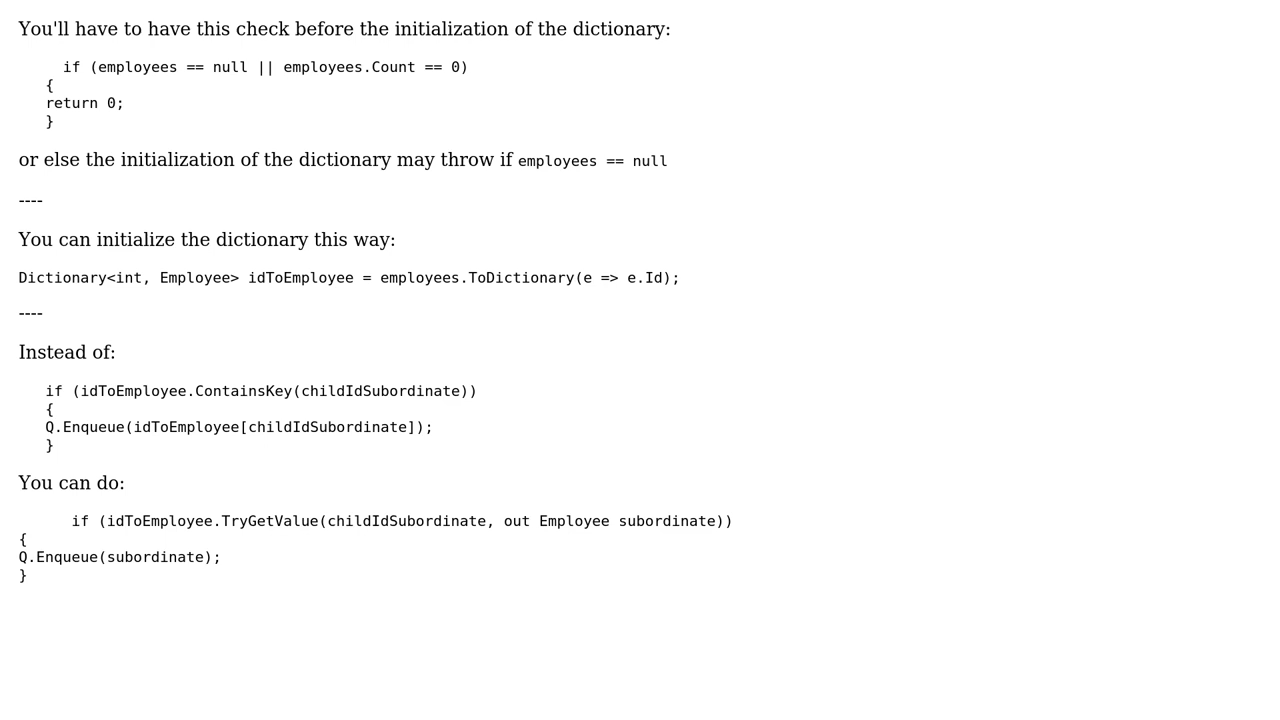 You'll have to have this check before the initialization of the dictionary:
if (employees == null || employees.Count == 0)
{
return 0;
}
or else the initialization of the dictionary may throw if employees == null
----
You can initialize the dictionary this way:
Dictionary<int, Employee> idToEmployee = employees.ToDictionary(e => e.Id);
----
Instead of:
if (idToEmployee.ContainsKey(childIdSubordinate))
{
Q.Enqueue(idToEmployee[childIdSubordinate]);
}
You can do:
if (idToEmployee.TryGetValue(childIdSubordinate, out Employee subordinate))
{
Q.Enqueue(subordinate);
}